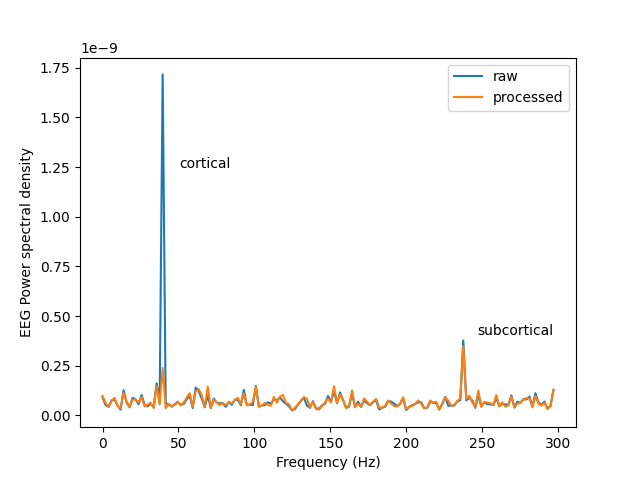 1e−9
1.75
1.50
1.25
1.00
0.75
0.50
0.25
0.00
EEG Power spectral density
raw
processed
cortical
subcortical
0
50
100
150
200
250
300
Frequency (Hz)